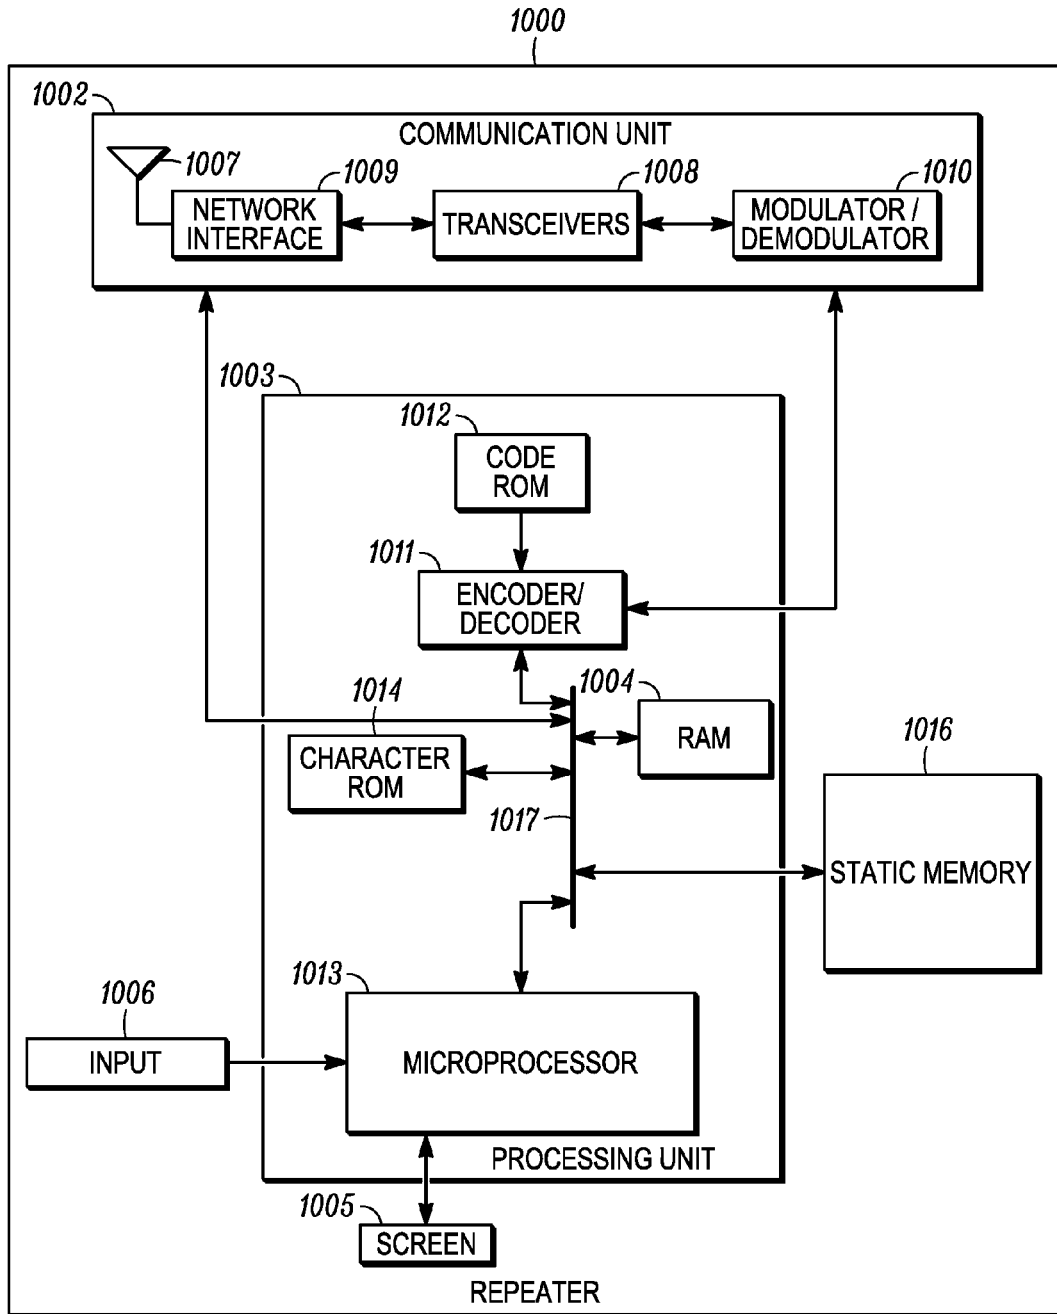 1000
1002
COMMUNICATION UNIT
1007
1009
1008
1010
NETWORK
INTERFACE
TRANSCEIVERS
MODULATOR /
DEMODULATOR
1003
1012
CODE
ROM
1011
ENCODER/
DECODER
1014
1004
CHARACTER
ROM
RAM
1016
1017
STATIC MEMORY
1013
1006
INPUT
MICROPROCESSOR
PROCESSING UNIT
1005
SCREEN
REPEATER